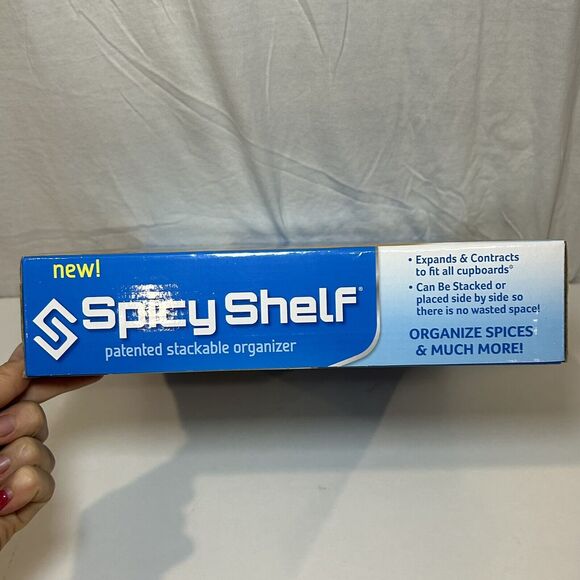 new!
Spicy Shelf®
patented stackable organizer
• Expands & Contracts
to fit all cupboards®
• Can Be Stacked or
placed side by side so
there is no wasted space!
ORGANIZE SPICES
& MUCH MORE!